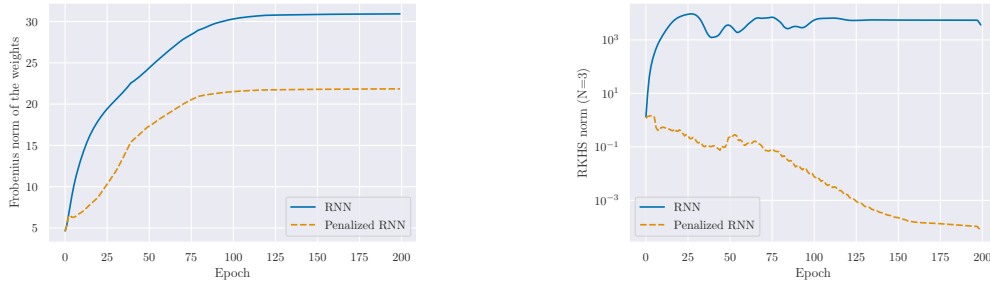 Frobenius norm of the weights
30
25
20
15
10
5
0 25 50 75 100 125 150 175 200
Epoch
RNN
Penalized RNN
RKHS norm (N=3)
10^3
10^1
10^−1
10^−3
0 25 50 75 100 125 150 175 200
Epoch
RNN
Penalized RNN